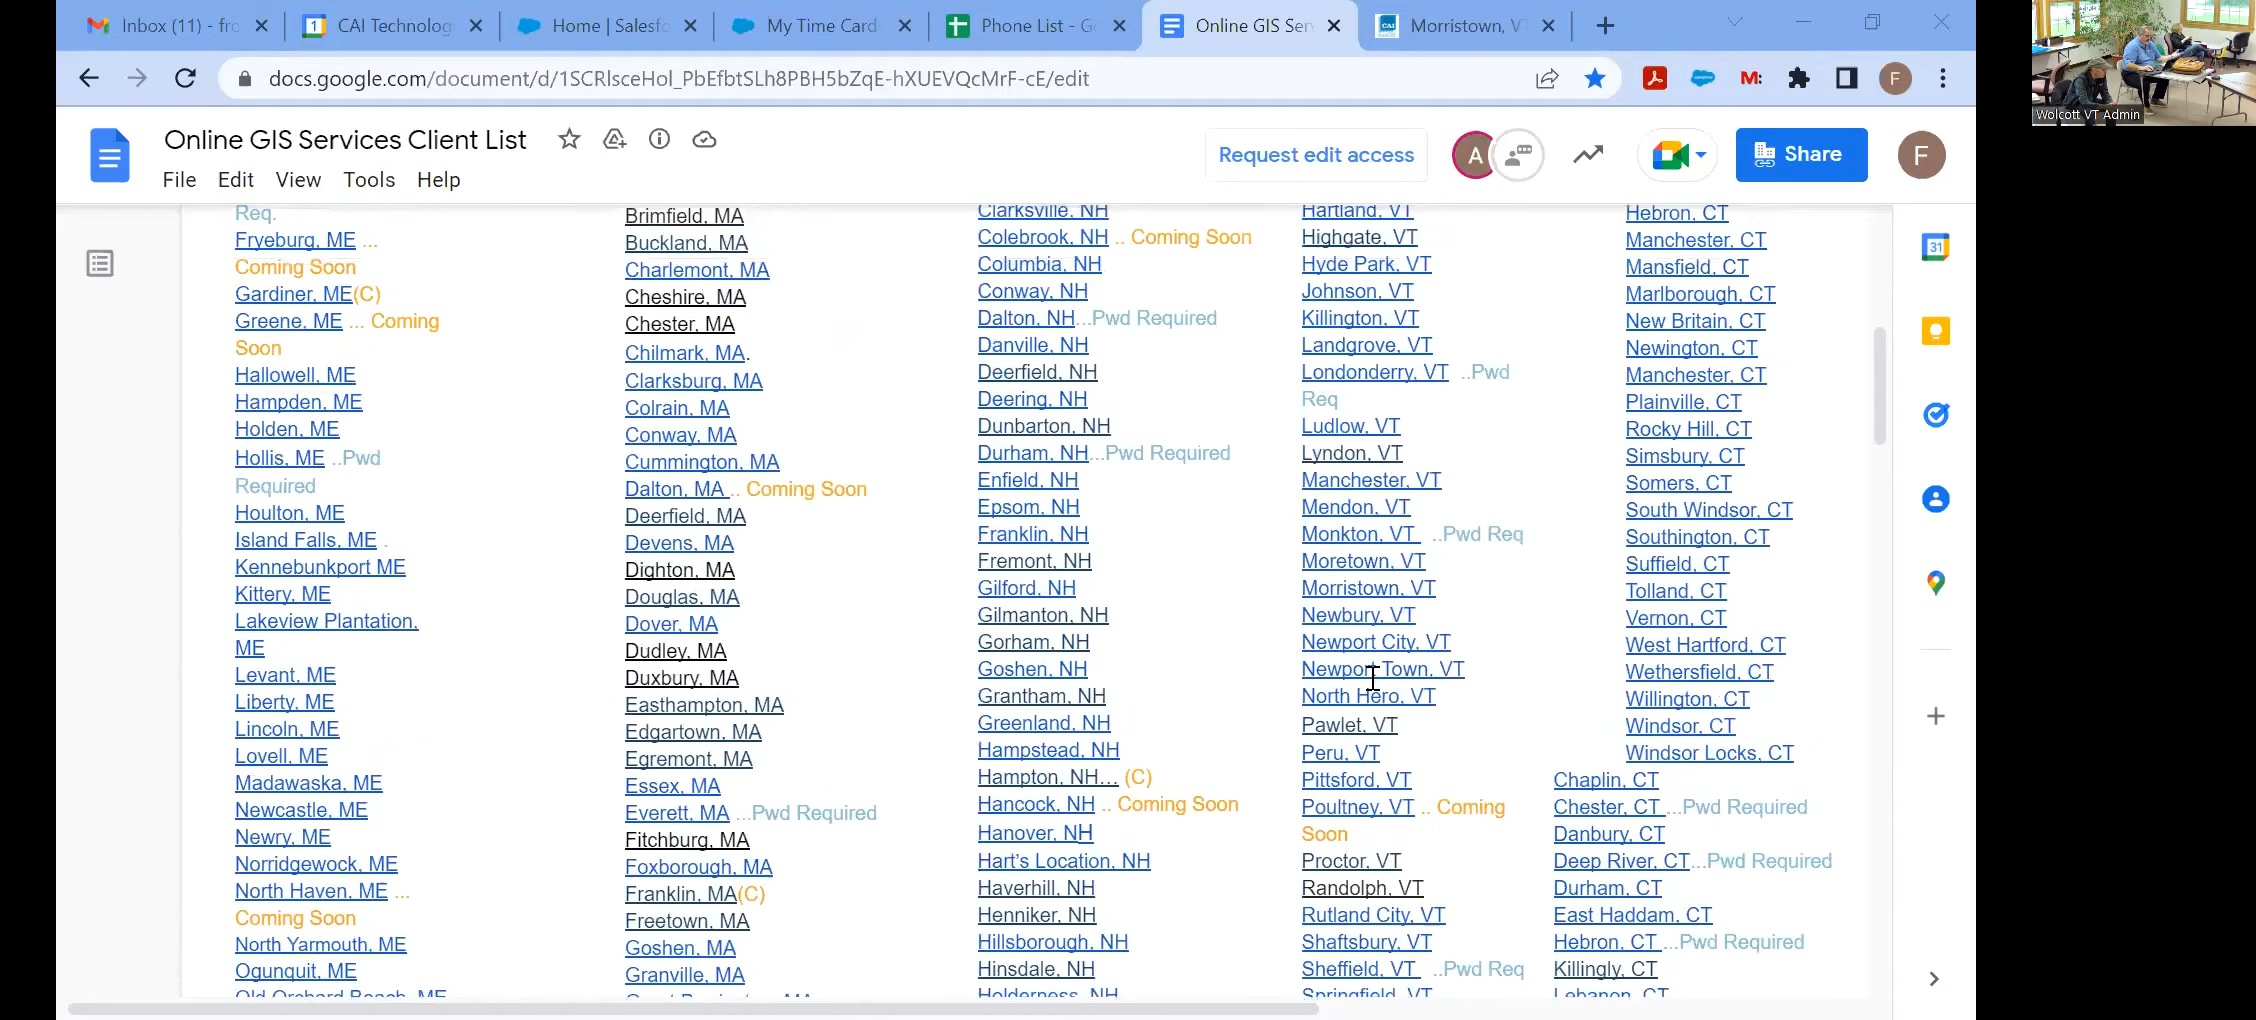 Inbox (11) - fro
CAI Technolog
Home | Salesfo
My Time Card
Phone List - Go
Online GIS Serv
Morristown, VT
docs.google.com/document/d/1SCRlsceHol_PbEfbtSLh8PBH5bZqE-hXUEVQcMrF-cE/edit
Online GIS Services Client List
File Edit View Tools Help
Request edit access
A
Share
F
Req.
Fryeburg, ME ...
Coming Soon
Gardiner, ME(C)
Greene, ME ... Coming
Soon
Hallowell, ME
Hampden, ME
Holden, ME
Hollis, ME ..Pwd
Required
Houlton, ME
Island Falls, ME .
Kennebunkport ME
Kittery, ME
Lakeview Plantation,
ME
Levant, ME
Liberty, ME
Lincoln, ME
Lovell, ME
Madawaska, ME
Newcastle, ME
Newry, ME
Norridgewock, ME
North Haven, ME ...
Coming Soon
North Yarmouth, ME
Ogunquit, ME
Old Orchard Beach, ME
Brimfield, MA
Buckland, MA
Charlemont, MA
Cheshire, MA
Chester, MA
Chilmark, MA.
Clarksburg, MA
Colrain, MA
Conway, MA
Cummington, MA
Dalton, MA .. Coming Soon
Deerfield, MA
Devens, MA
Dighton, MA
Douglas, MA
Dover, MA
Dudley, MA
Duxbury, MA
Easthampton, MA
Edgartown, MA
Egremont, MA
Essex, MA
Everett, MA ...Pwd Required
Fitchburg, MA
Foxborough, MA
Franklin, MA(C)
Freetown, MA
Goshen, MA
Granville, MA
Great Barrington, MA
Clarksville, NH
Colebrook, NH .. Coming Soon
Columbia, NH
Conway, NH
Dalton, NH...Pwd Required
Danville, NH
Deerfield, NH
Deering, NH
Dunbarton, NH
Durham, NH...Pwd Required
Enfield, NH
Epsom, NH
Franklin, NH
Fremont, NH
Gilford, NH
Gilmanton, NH
Gorham, NH
Goshen, NH
Grantham, NH
Greenland, NH
Hampstead, NH
Hampton, NH... (C)
Hancock, NH .. Coming Soon
Hanover, NH
Hart's Location, NH
Haverhill, NH
Henniker, NH
Hillsborough, NH
Hinsdale, NH
Holderness, NH
Hartland, VT
Highgate, VT
Hyde Park, VT
Johnson, VT
Killington, VT
Landgrove, VT
Londonderry, VT ..Pwd
Req
Ludlow, VT
Lyndon, VT
Manchester, VT
Mendon, VT
Monkton, VT ..Pwd Req
Moretown, VT
Morristown, VT
Newbury, VT
Newport City, VT
Newport Town, VT
North Hero, VT
Pawlet, VT
Peru, VT
Pittsford, VT
Poultney, VT .. Coming
Soon
Proctor, VT
Randolph, VT
Rutland City, VT
Shaftsbury, VT
Sheffield, VT ..Pwd Req
Springfield, VT
Hebron, CT
Manchester, CT
Mansfield, CT
Marlborough, CT
New Britain, CT
Newington, CT
Manchester, CT
Plainville, CT
Rocky Hill, CT
Simsbury, CT
Somers, CT
South Windsor, CT
Southington, CT
Suffield, CT
Tolland, CT
Vernon, CT
West Hartford, CT
Wethersfield, CT
Willington, CT
Windsor, CT
Windsor Locks, CT
Chaplin, CT
Chester, CT ...Pwd Required
Danbury, CT
Deep River, CT...Pwd Required
Durham, CT
East Haddam, CT
Hebron, CT ...Pwd Required
Killingly, CT
Lebanon, CT
Wolcott VT Admin